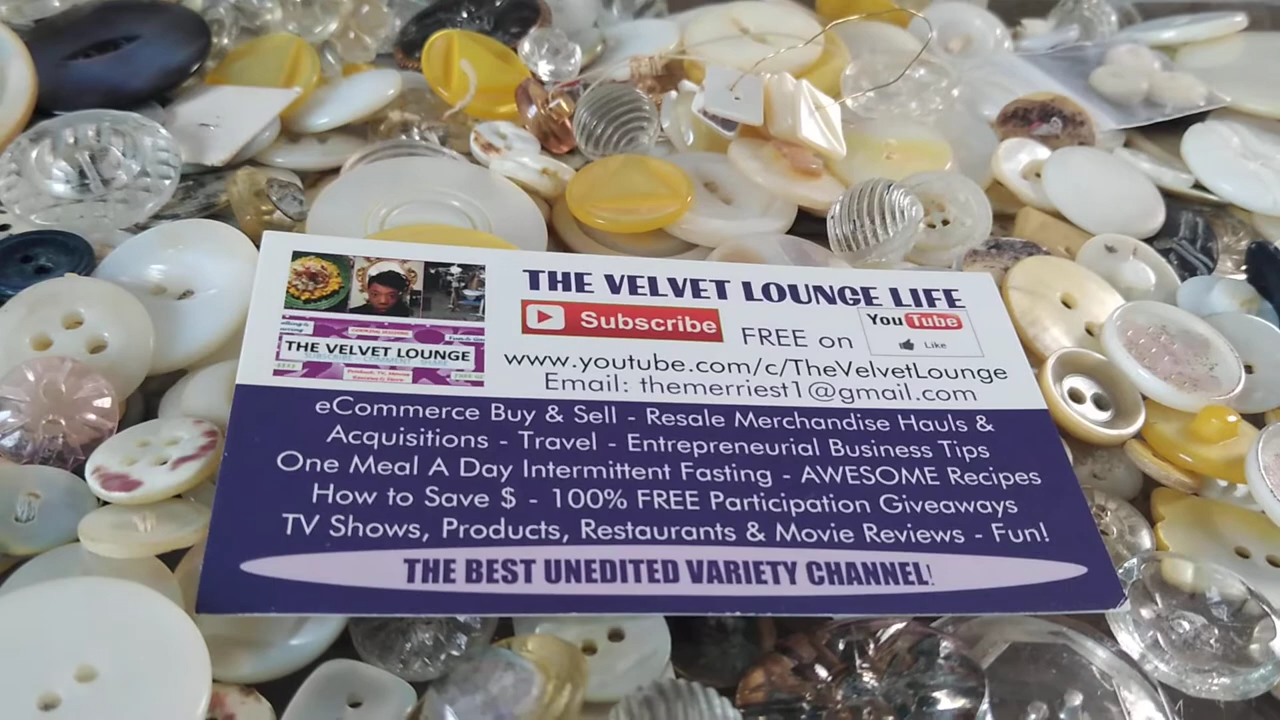 THE VELVET LOUNGE LIFE
Subscribe
FREE on
YouTube
Like
www.youtube.com/c/TheVelvetLounge
Email: themerriest1@gmail.com
THE VELVET LOUNGE
SUBSCRIBE - COMMENT - SHARE
eCommerce Buy & Sell - Resale Merchandise Hauls &
Acquisitions - Travel - Entrepreneurial Business Tips
One Meal A Day Intermittent Fasting - AWESOME Recipes
How to Save $ - 100% FREE Participation Giveaways
TV Shows, Products, Restaurants & Movie Reviews - Fun!
THE BEST UNEDITED VARIETY CHANNEL!